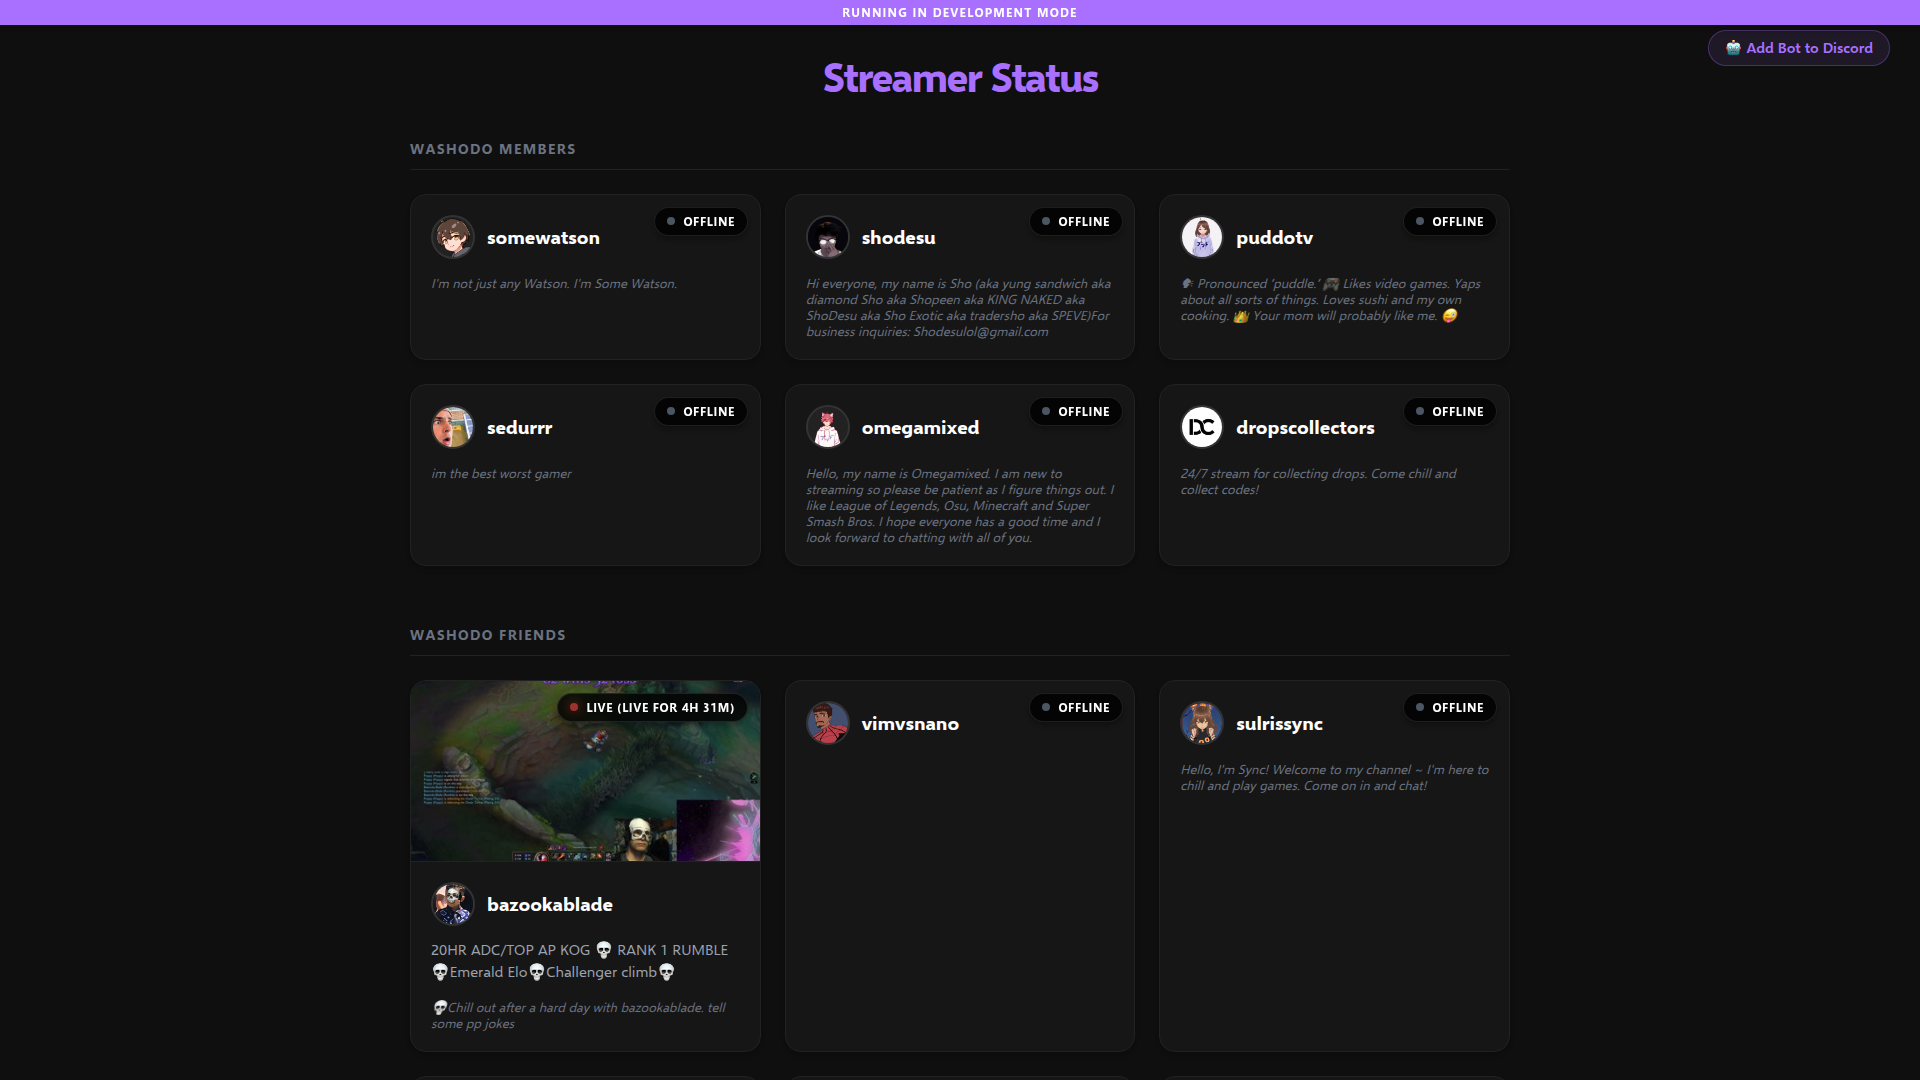 RUNNING IN DEVELOPMENT MODE
🤖 Add Bot to Discord
Streamer Status
WASHODO MEMBERS
somewatson
OFFLINE
I'm not just any Watson. I'm Some Watson.
shodesu
OFFLINE
Hi everyone, my name is Sho (aka yung sandwich aka
diamond Sho aka Shopeen aka KING NAKED aka
ShoDesu aka Sho Exotic aka tradersho aka SPEVE)For
business inquiries: Shodesulol@gmail.com
puddotv
OFFLINE
🗣 Pronounced ‘puddle.’ 🎮 Likes video games. Yaps
about all sorts of things. Loves sushi and my own
cooking. 👑 Your mom will probably like me. 😜
sedurrr
OFFLINE
im the best worst gamer
omegamixed
OFFLINE
Hello, my name is Omegamixed. I am new to
streaming so please be patient as I figure things out. I
like League of Legends, Osu, Minecraft and Super
Smash Bros. I hope everyone has a good time and I
look forward to chatting with all of you.
DC
dropscollectors
OFFLINE
24/7 stream for collecting drops. Come chill and
collect codes!
WASHODO FRIENDS
LIVE (LIVE FOR 4H 31M)
bazookablade
20HR ADC/TOP AP KOG 💀 RANK 1 RUMBLE
💀Emerald Elo💀Challenger climb💀
💀Chill out after a hard day with bazookablade. tell
some pp jokes
vimvsnano
OFFLINE
sulrissync
OFFLINE
Hello, I'm Sync! Welcome to my channel ~ I'm here to
chill and play games. Come on in and chat!